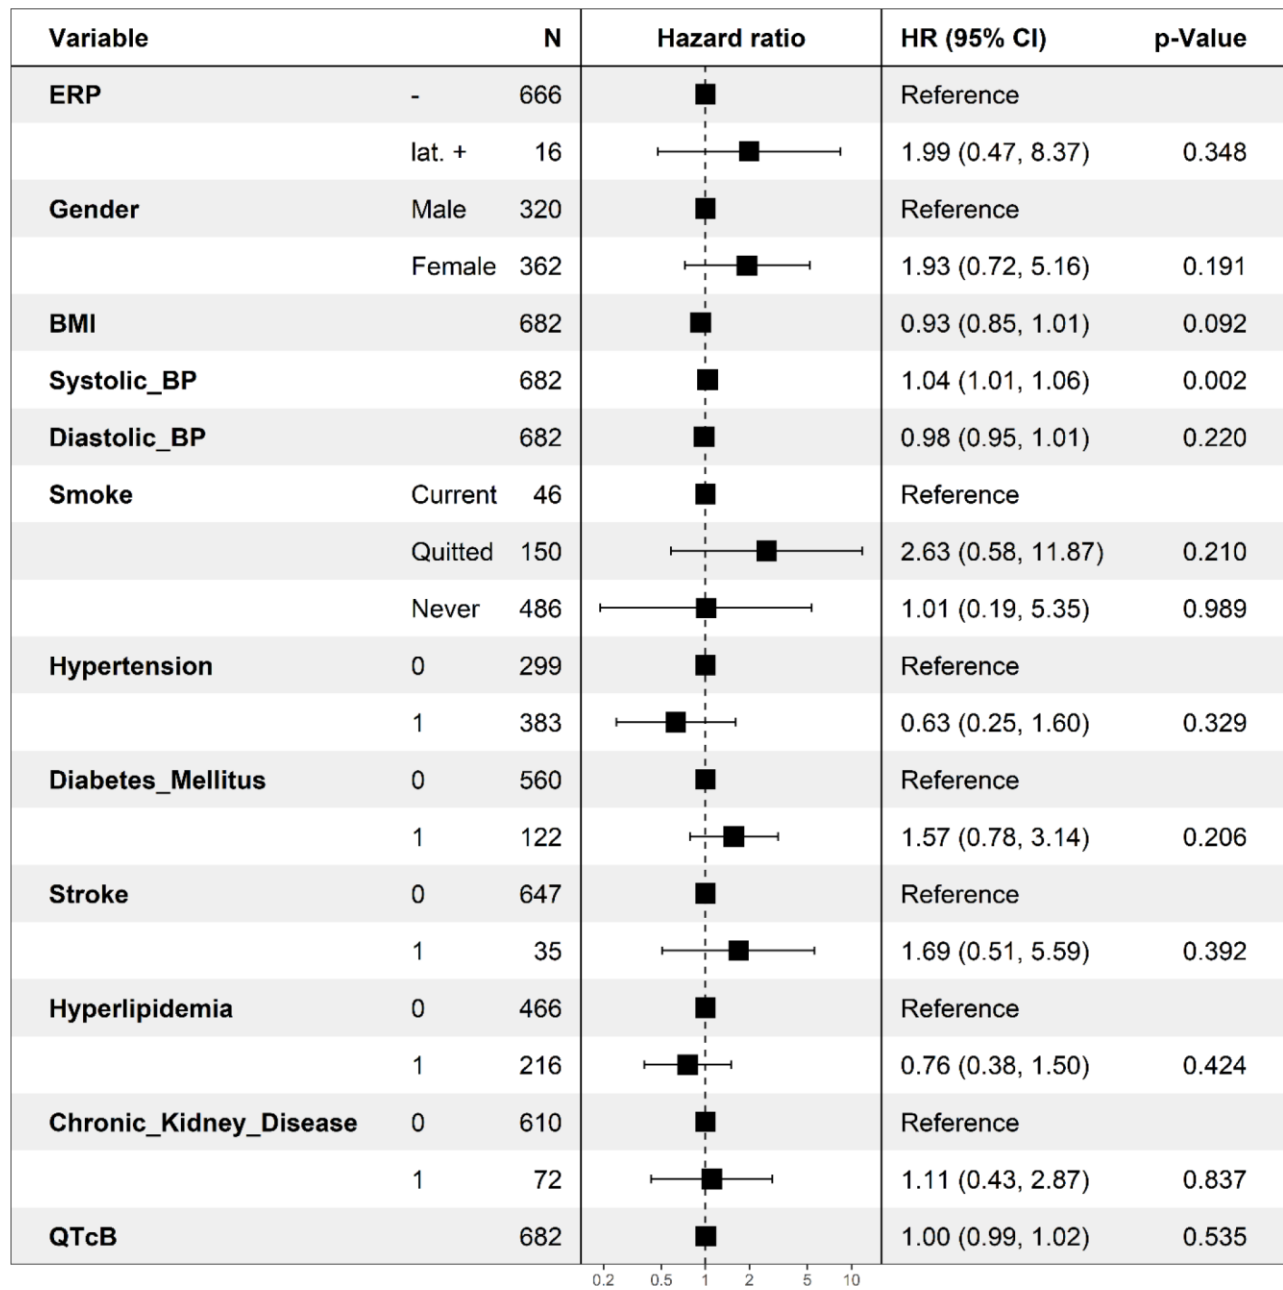 Variable N Hazard ratio HR (95% CI) p-Value
ERP - 666 Reference
lat. + 16 1.99 (0.47, 8.37) 0.348
Gender Male 320 Reference
Female 362 1.93 (0.72, 5.16) 0.191
BMI 682 0.93 (0.85, 1.01) 0.092
Systolic_BP 682 1.04 (1.01, 1.06) 0.002
Diastolic_BP 682 0.98 (0.95, 1.01) 0.220
Smoke Current 46 Reference
Quitted 150 2.63 (0.58, 11.87) 0.210
Never 486 1.01 (0.19, 5.35) 0.989
Hypertension 0 299 Reference
1 383 0.63 (0.25, 1.60) 0.329
Diabetes_Mellitus 0 560 Reference
1 122 1.57 (0.78, 3.14) 0.206
Stroke 0 647 Reference
1 35 1.69 (0.51, 5.59) 0.392
Hyperlipidemia 0 466 Reference
1 216 0.76 (0.38, 1.50) 0.424
Chronic_Kidney_Disease 0 610 Reference
1 72 1.11 (0.43, 2.87) 0.837
QTcB 682 1.00 (0.99, 1.02) 0.535
0.2 0.5 1 2 5 10